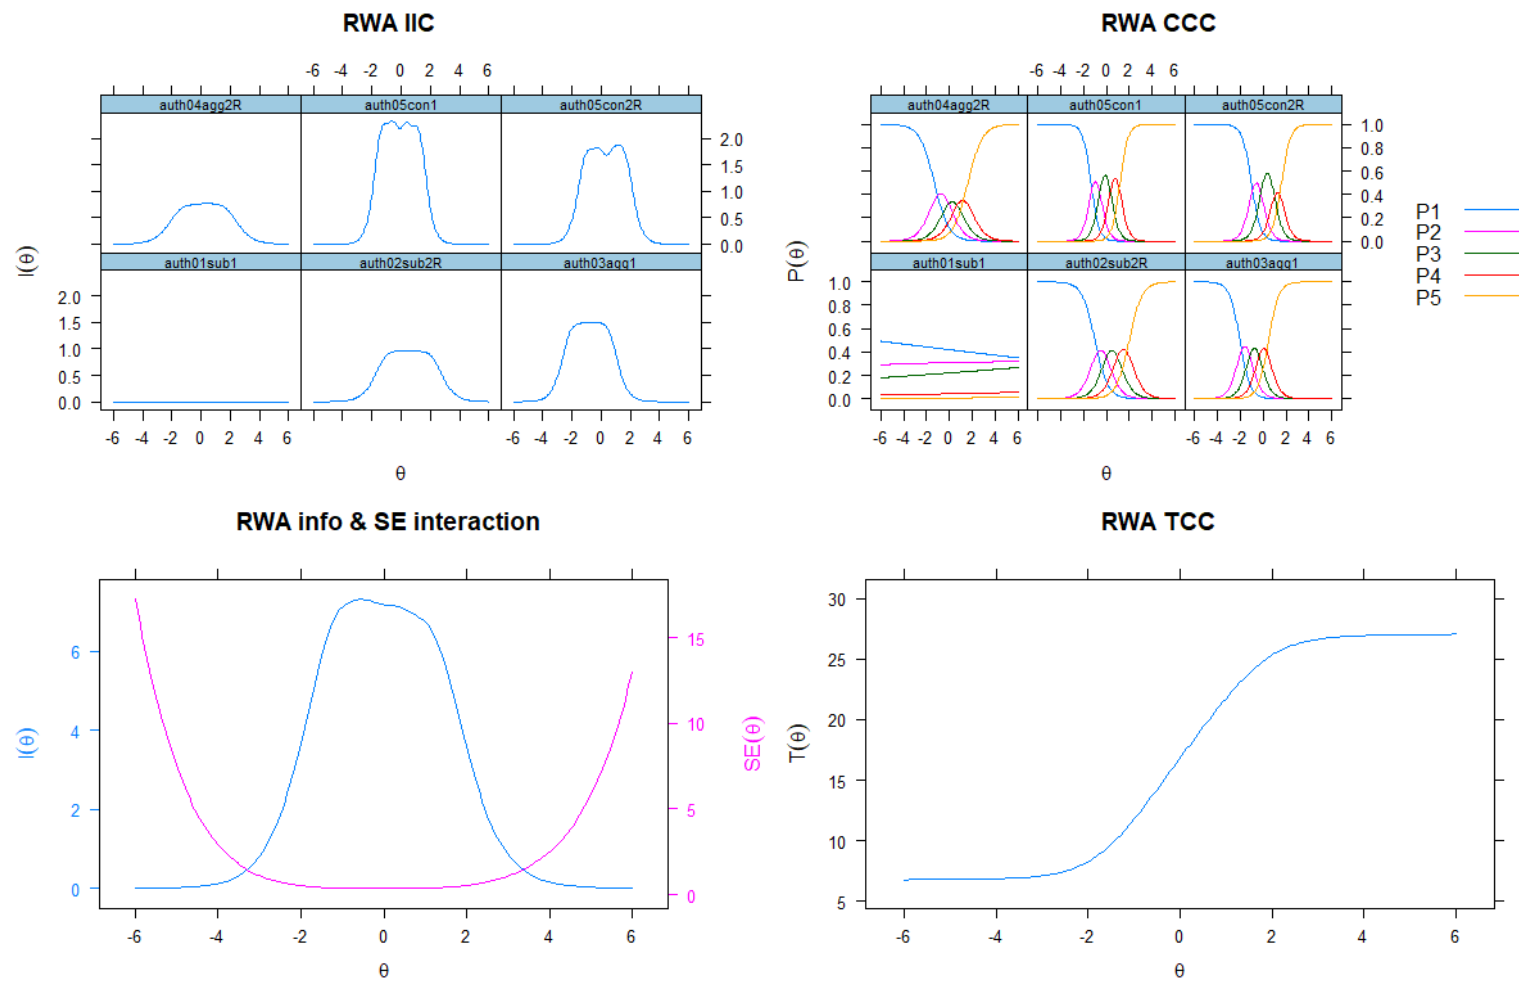 RWA IIC
-6 -4 -2 0 2 4 6
auth04agg2R auth05con1 auth05con2R
2.0
1.5
1.0
0.5
0.0
auth01sub1 auth02sub2R auth03agg1
2.0
1.5
1.0
0.5
0.0
I(θ)
-6 -4 -2 0 2 4 6 -6 -4 -2 0 2 4 6
θ
RWA CCC
-6 -4 -2 0 2 4 6
auth04agg2R auth05con1 auth05con2R
1.0
0.8
0.6
0.4
0.2
0.0
auth01sub1 auth02sub2R auth03agg1
1.0
0.8
0.6
0.4
0.2
0.0
P(θ)
-6 -4 -2 0 2 4 6 -6 -4 -2 0 2 4 6
θ
P1
P2
P3
P4
P5
RWA info & SE interaction
6
4
2
0
I(θ)
15
10
5
0
SE(θ)
-6 -4 -2 0 2 4 6
θ
RWA TCC
30
25
20
15
10
5
T(θ)
-6 -4 -2 0 2 4 6
θ